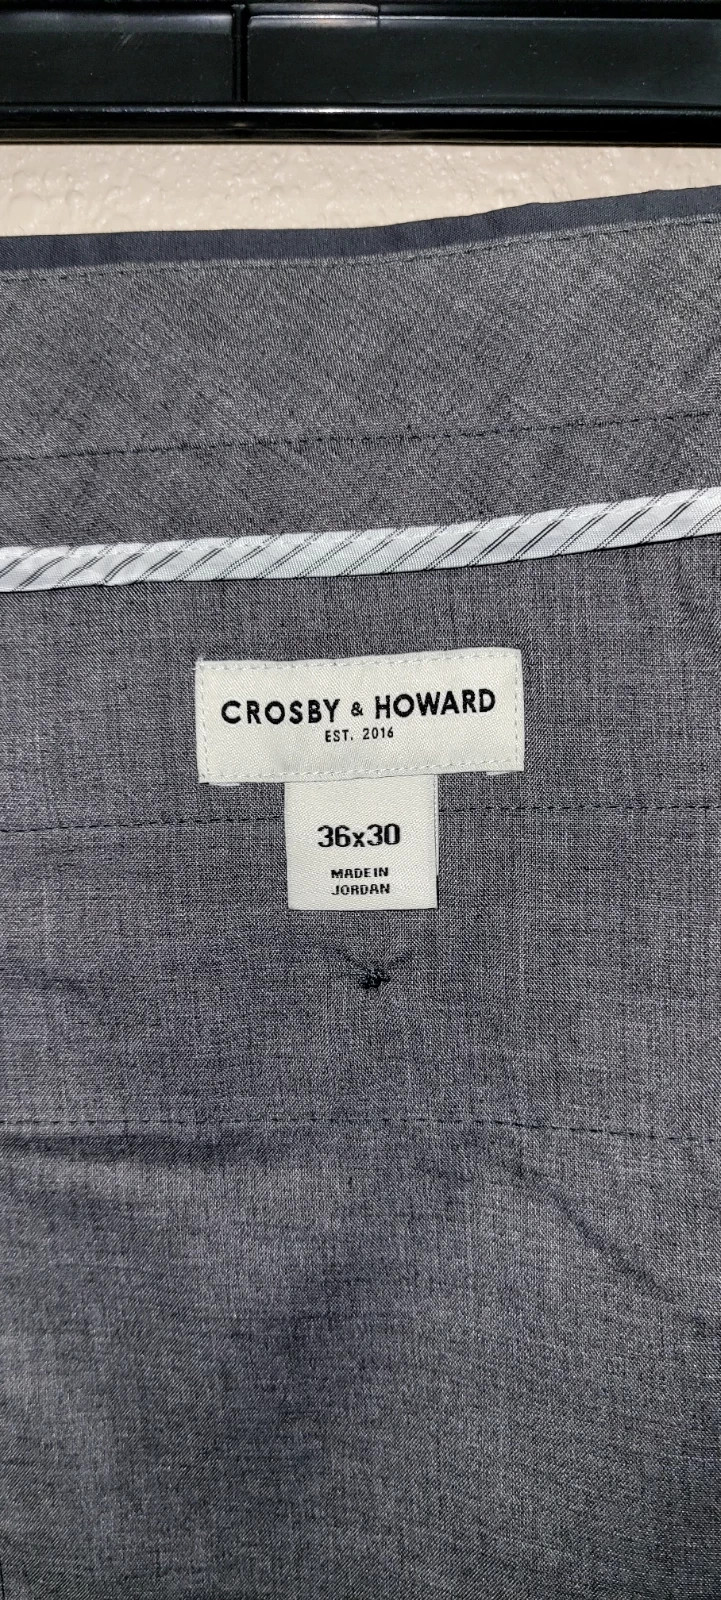 CROSBY & HOWARD
EST. 2016
36x30
MADE IN
JORDAN